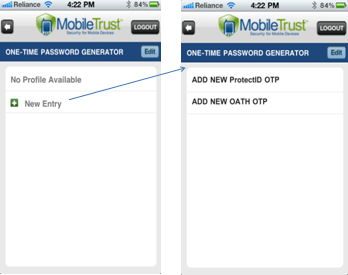 Reliance 4:22 PM 84%
MobileTrust
Security for Mobile Devices
LOGOUT
ONE-TIME PASSWORD GENERATOR Edit
No Profile Available
New Entry
Reliance 4:22 PM 84%
MobileTrust
Security for Mobile Devices
LOGOUT
ONE-TIME PASSWORD GENERATOR Edit
ADD NEW ProtectID OTP
ADD NEW OATH OTP